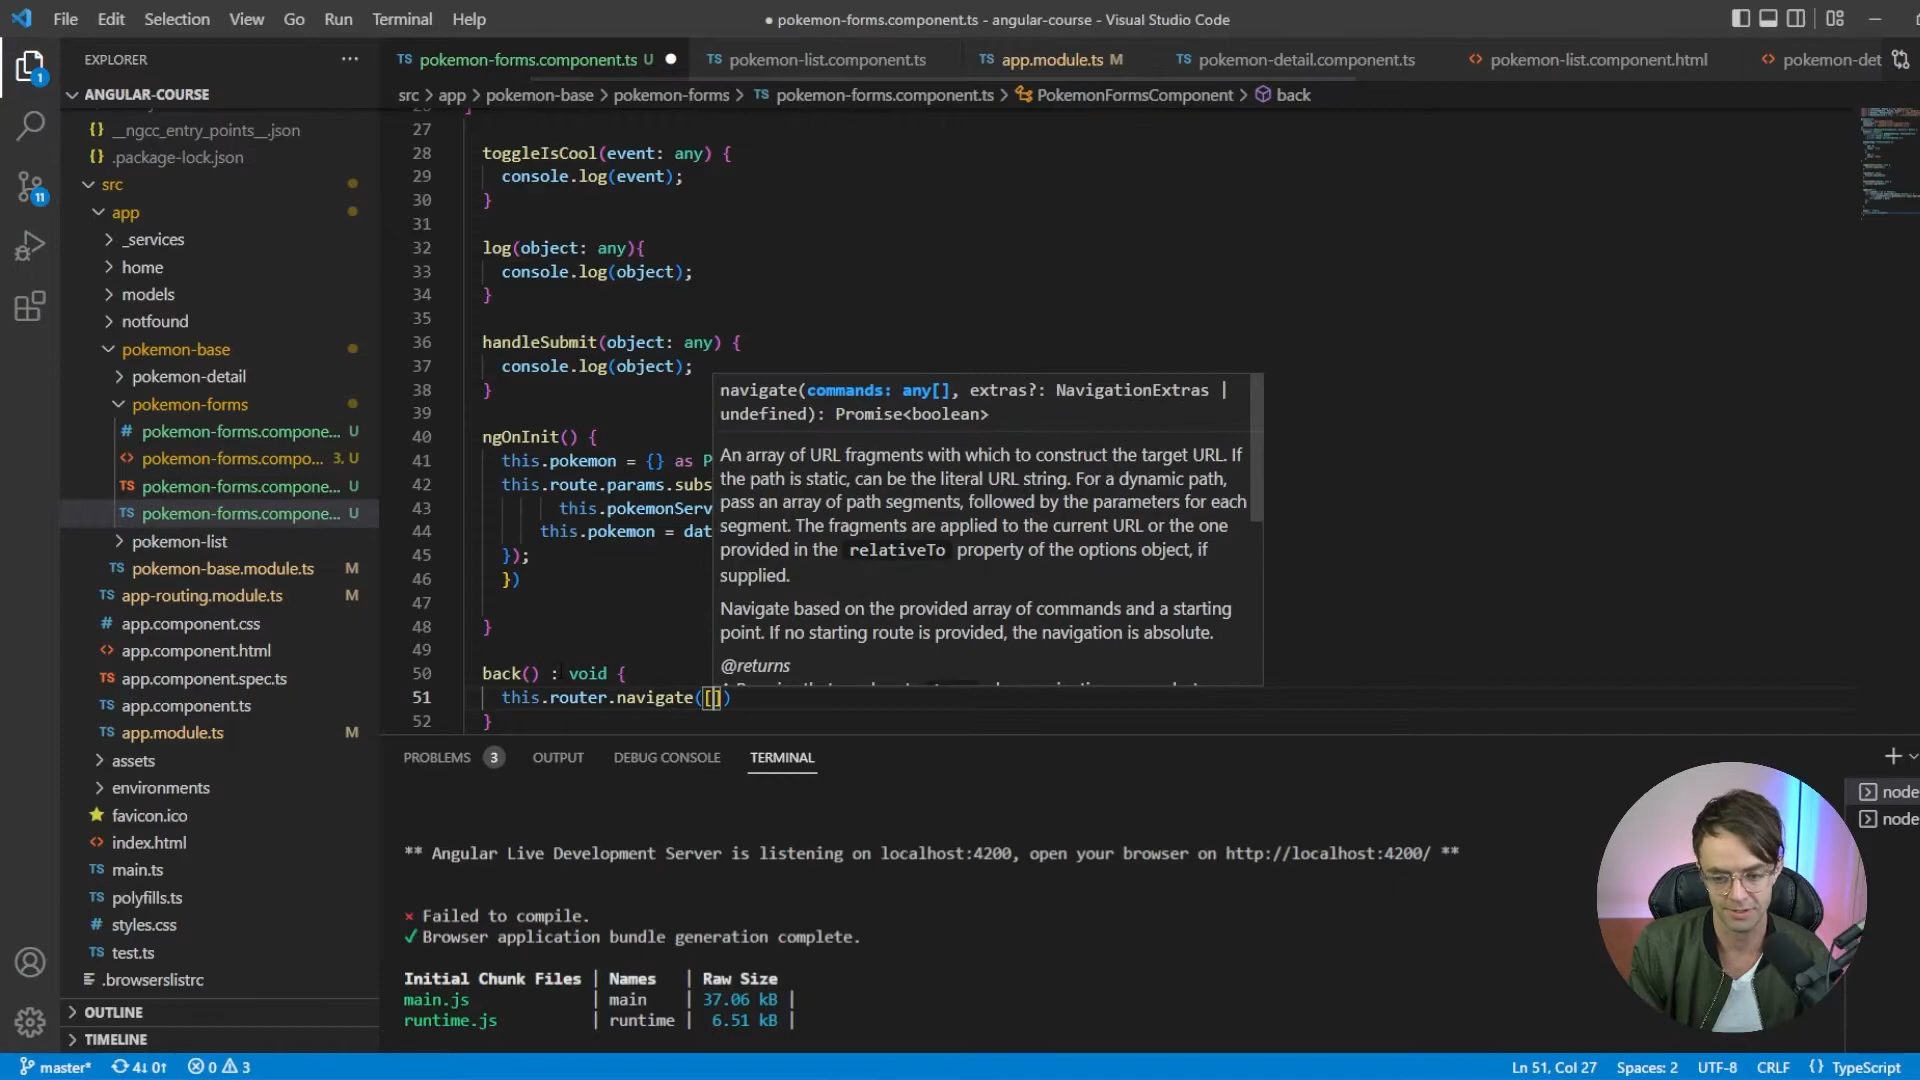 File Edit Selection View Go Run Terminal Help
● pokemon-forms.component.ts - angular-course - Visual Studio Code
EXPLORER ···
TS pokemon-forms.component.ts U ●
TS pokemon-list.component.ts
TS app.module.ts M
TS pokemon-detail.component.ts
<> pokemon-list.component.html
<> pokemon-det
ANGULAR-COURSE
src > app > pokemon-base > pokemon-forms > TS pokemon-forms.component.ts > PokemonFormsComponent > back
{} __ngcc_entry_points__.json
{} .package-lock.json
src
app
_services
home
models
notfound
pokemon-base
pokemon-detail
pokemon-forms
# pokemon-forms.compone... U
<> pokemon-forms.compo... 3, U
TS pokemon-forms.compone... U
TS pokemon-forms.compone... U
pokemon-list
TS pokemon-base.module.ts M
TS app-routing.module.ts M
# app.component.css
<> app.component.html
TS app.component.spec.ts
TS app.component.ts
TS app.module.ts M
assets
environments
favicon.ico
<> index.html
TS main.ts
TS polyfills.ts
# styles.css
TS test.ts
.browserslistrc
OUTLINE
TIMELINE
1
11
27
28 toggleIsCool(event: any) {
29 console.log(event);
30 }
31
32 log(object: any){
33 console.log(object);
34 }
35
36 handleSubmit(object: any) {
37 console.log(object);
38 }
39
40 ngOnInit() {
41 this.pokemon = {} as P
42 this.route.params.subs
43 this.pokemonServ
44 this.pokemon = dat
45 });
46 })
47
48 }
49
50 back() : void {
51 this.router.navigate([])
52 }
navigate(commands: any[], extras?: NavigationExtras |
undefined): Promise<boolean>
An array of URL fragments with which to construct the target URL. If
the path is static, can be the literal URL string. For a dynamic path,
pass an array of path segments, followed by the parameters for each
segment. The fragments are applied to the current URL or the one
provided in the relativeTo property of the options object, if
supplied.
Navigate based on the provided array of commands and a starting
point. If no starting route is provided, the navigation is absolute.
@returns
PROBLEMS 3 OUTPUT DEBUG CONSOLE TERMINAL
node
node
** Angular Live Development Server is listening on localhost:4200, open your browser on http://localhost:4200/ **
× Failed to compile.
✓ Browser application bundle generation complete.
Initial Chunk Files | Names | Raw Size
main.js | main | 37.06 kB |
runtime.js | runtime | 6.51 kB |
master* 4↓ 0↑ 0 3
Ln 51, Col 27 Spaces: 2 UTF-8 CRLF {} TypeScript